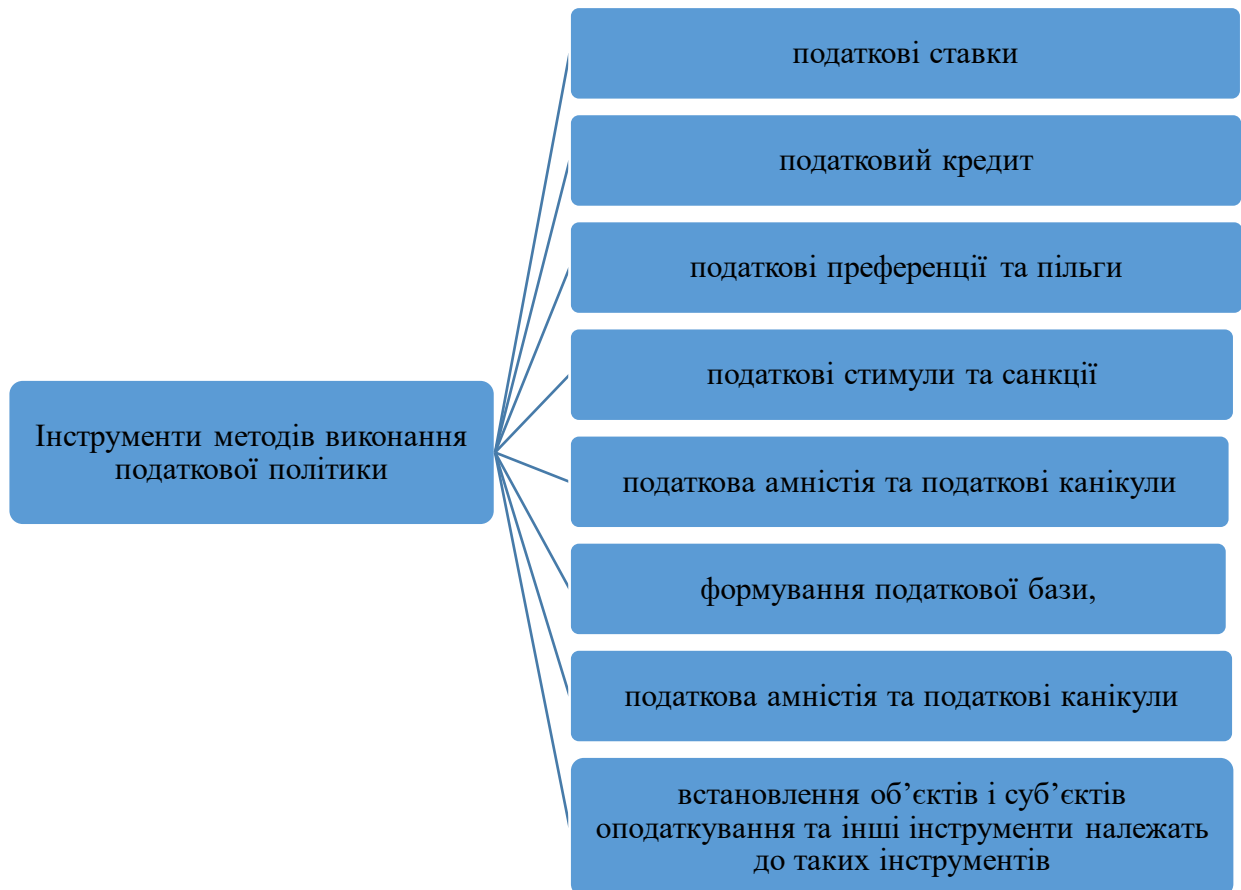 Інструменти методів виконання
податкової політики
податкові ставки
податковий кредит
податкові преференції та пільги
податкові стимули та санкції
податкова амністія та податкові канікули
формування податкової бази,
податкова амністія та податкові канікули
встановлення об’єктів і суб’єктів
оподаткування та інші інструменти належать
до таких інструментів